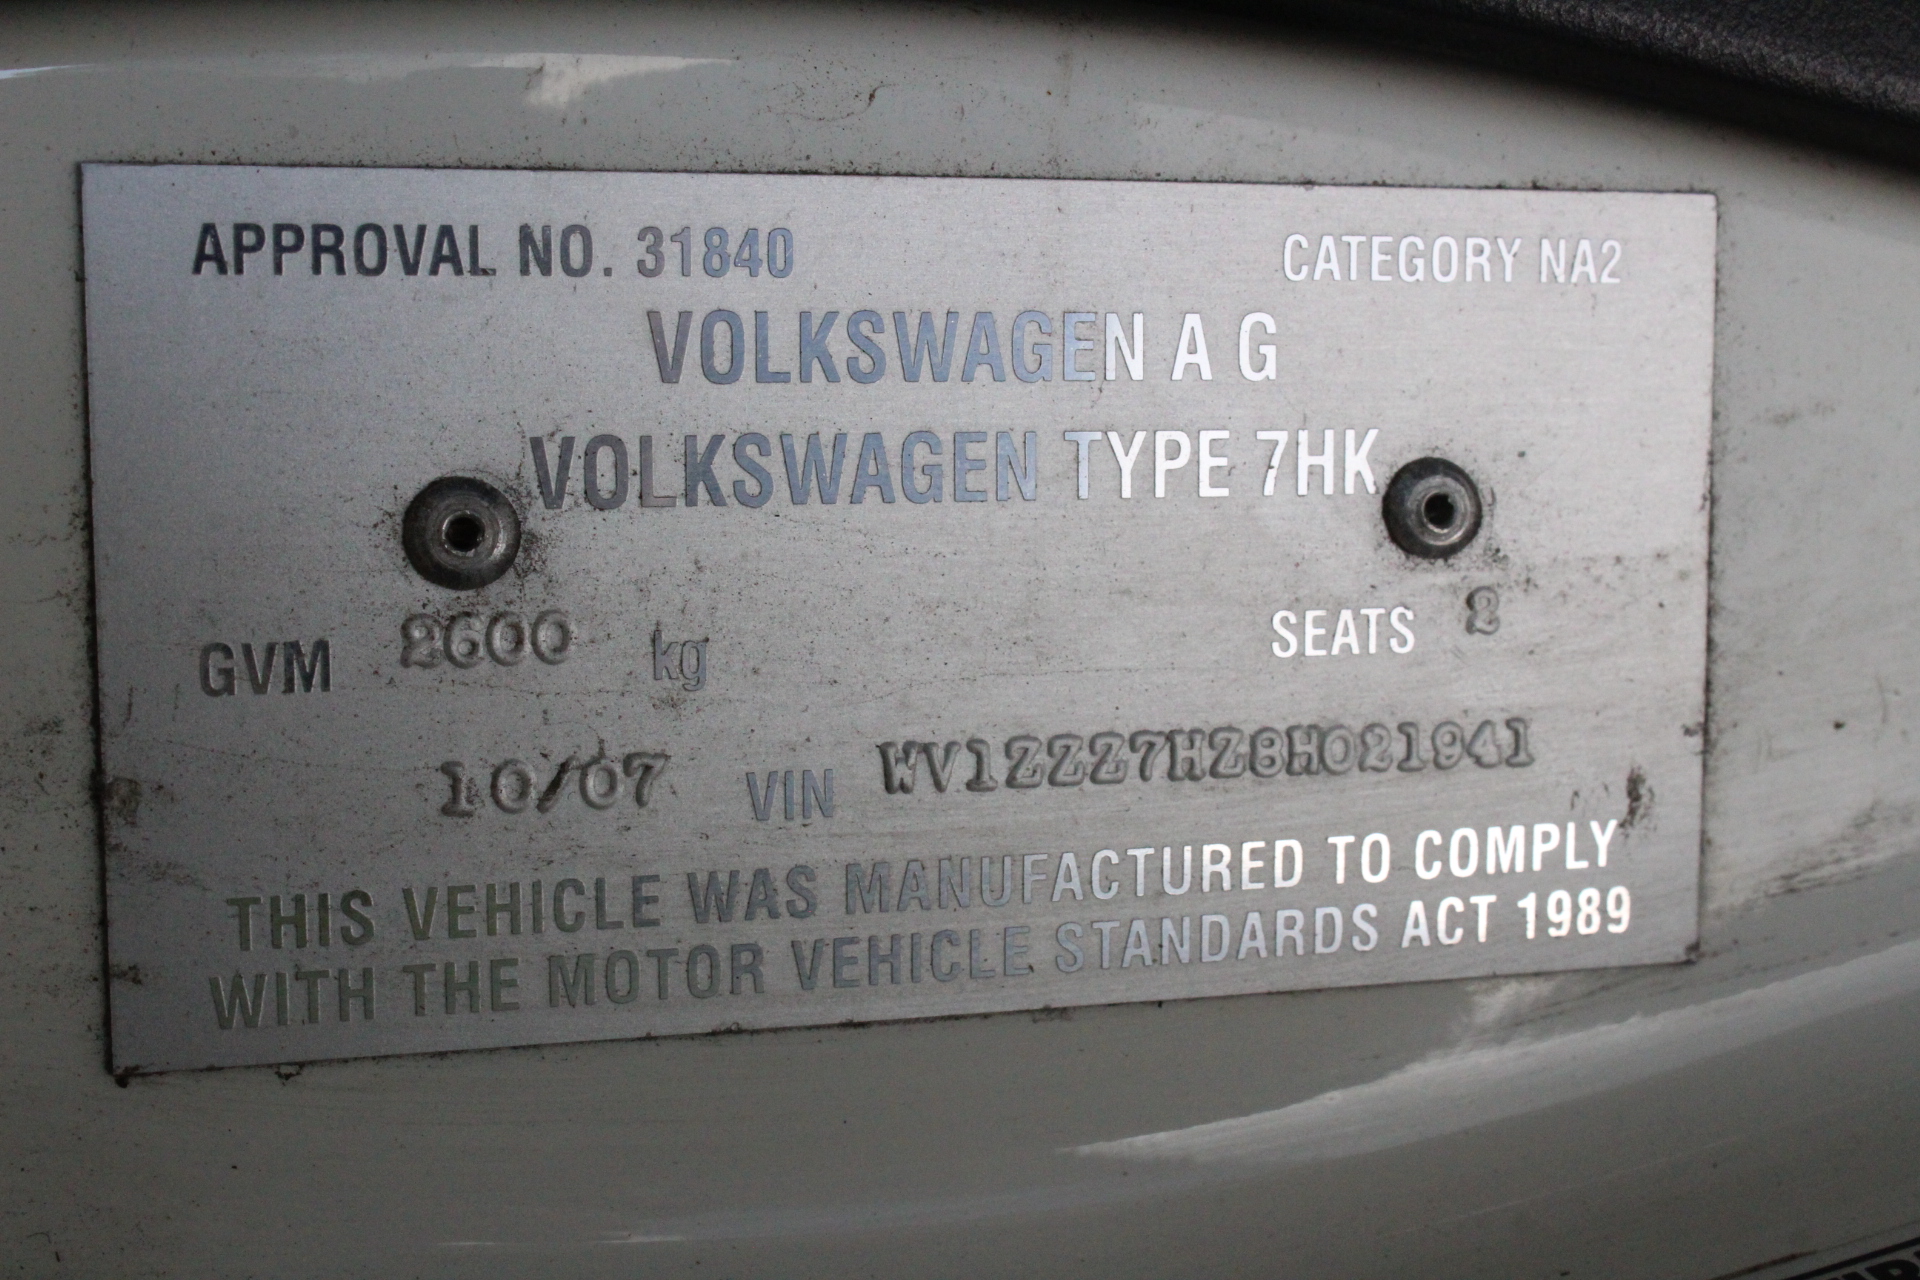 APPROVAL NO. 31840 CATEGORY NA2
VOLKSWAGEN A G
VOLKSWAGEN TYPE 7HK
GVM 2600 kg SEATS 2
10/07 VIN WV1ZZZ7HZ8H021941
THIS VEHICLE WAS MANUFACTURED TO COMPLY
WITH THE MOTOR VEHICLE STANDARDS ACT 1989